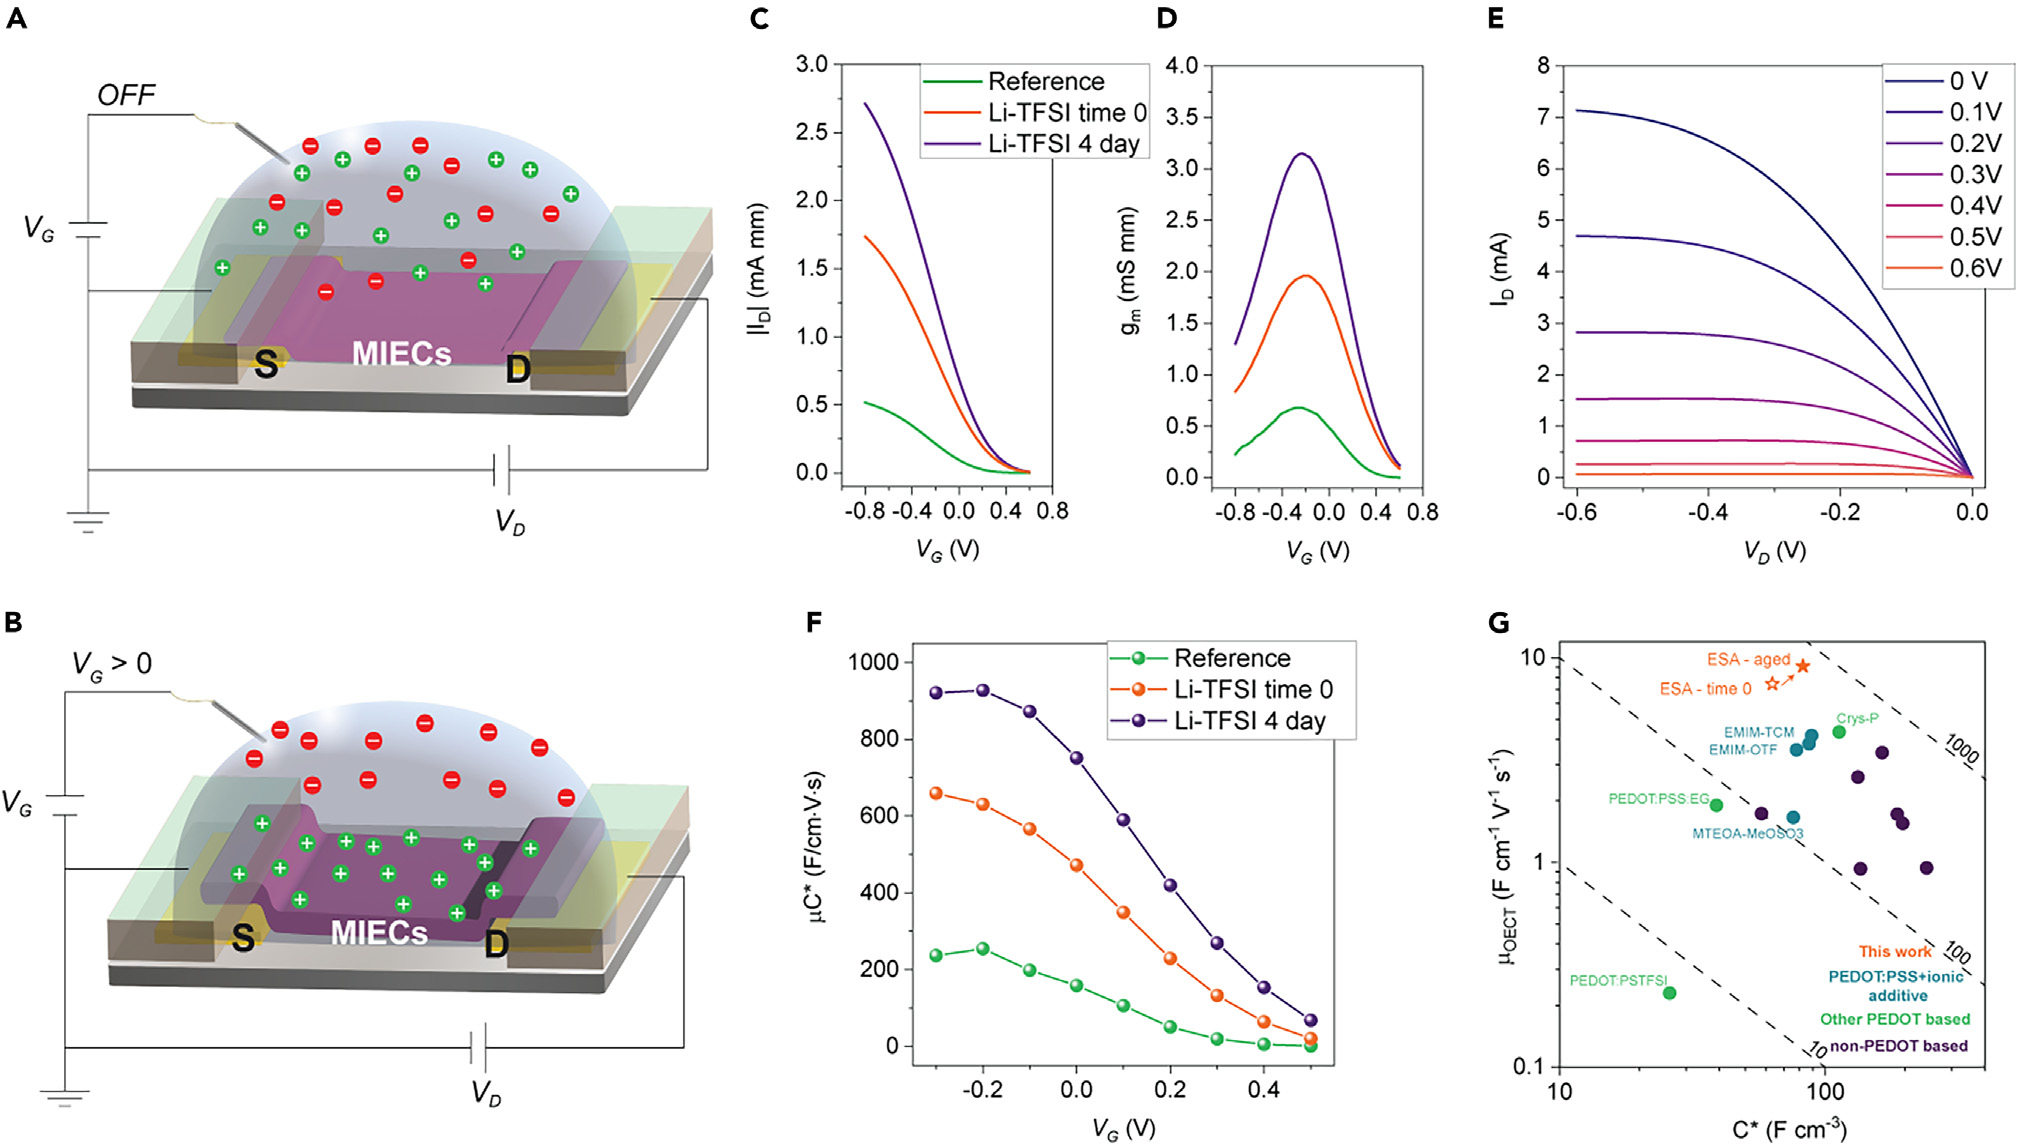 A
OFF
V_G
S
MIECs
D
V_D
B
V_G > 0
V_G
S
MIECs
D
V_D
C
|I_D| (mA mm)
3.0
2.5
2.0
1.5
1.0
0.5
0.0
Reference
Li-TFSI time 0
Li-TFSI 4 day
-0.8 -0.4 0.0 0.4 0.8
V_G (V)
D
g_m (mS mm)
4.0
3.5
3.0
2.5
2.0
1.5
1.0
0.5
0.0
-0.8 -0.4 0.0 0.4 0.8
V_G (V)
E
I_D (mA)
8
7
6
5
4
3
2
1
0
0 V
0.1V
0.2V
0.3V
0.4V
0.5V
0.6V
-0.6 -0.4 -0.2 0.0
V_D (V)
F
μC* (F/cm·V·s)
1000
800
600
400
200
0
Reference
Li-TFSI time 0
Li-TFSI 4 day
-0.2 0.0 0.2 0.4
V_G (V)
G
μ_OECT (F cm⁻¹ V⁻¹ s⁻¹)
10
1
0.1
ESA - aged
ESA - time 0
Crys-P
EMIM-TCM
EMIM-OTF
1000
PEDOT:PSS:EG
MTEOA-MeOSO3
100
PEDOT:PSTFSI
10
This work
PEDOT:PSS+ionic
additive
Other PEDOT based
non-PEDOT based
10 100
C* (F cm⁻³)